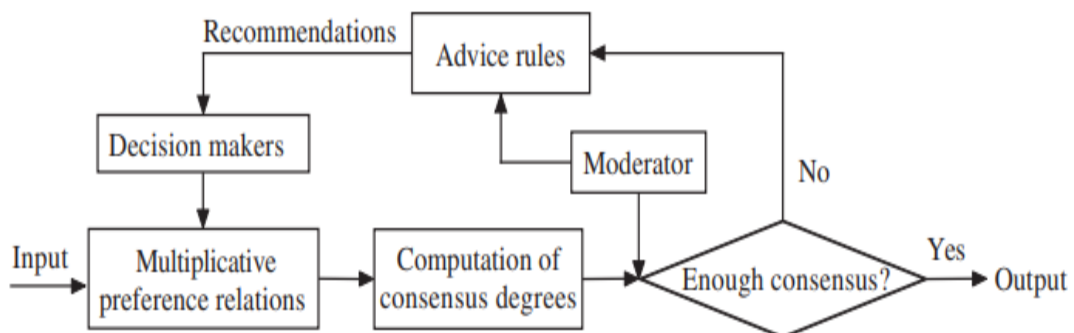 Recommendations
Advice rules
Decision makers
Moderator
No
Input
Multiplicative
preference relations
Computation of
consensus degrees
Enough consensus?
Yes
Output